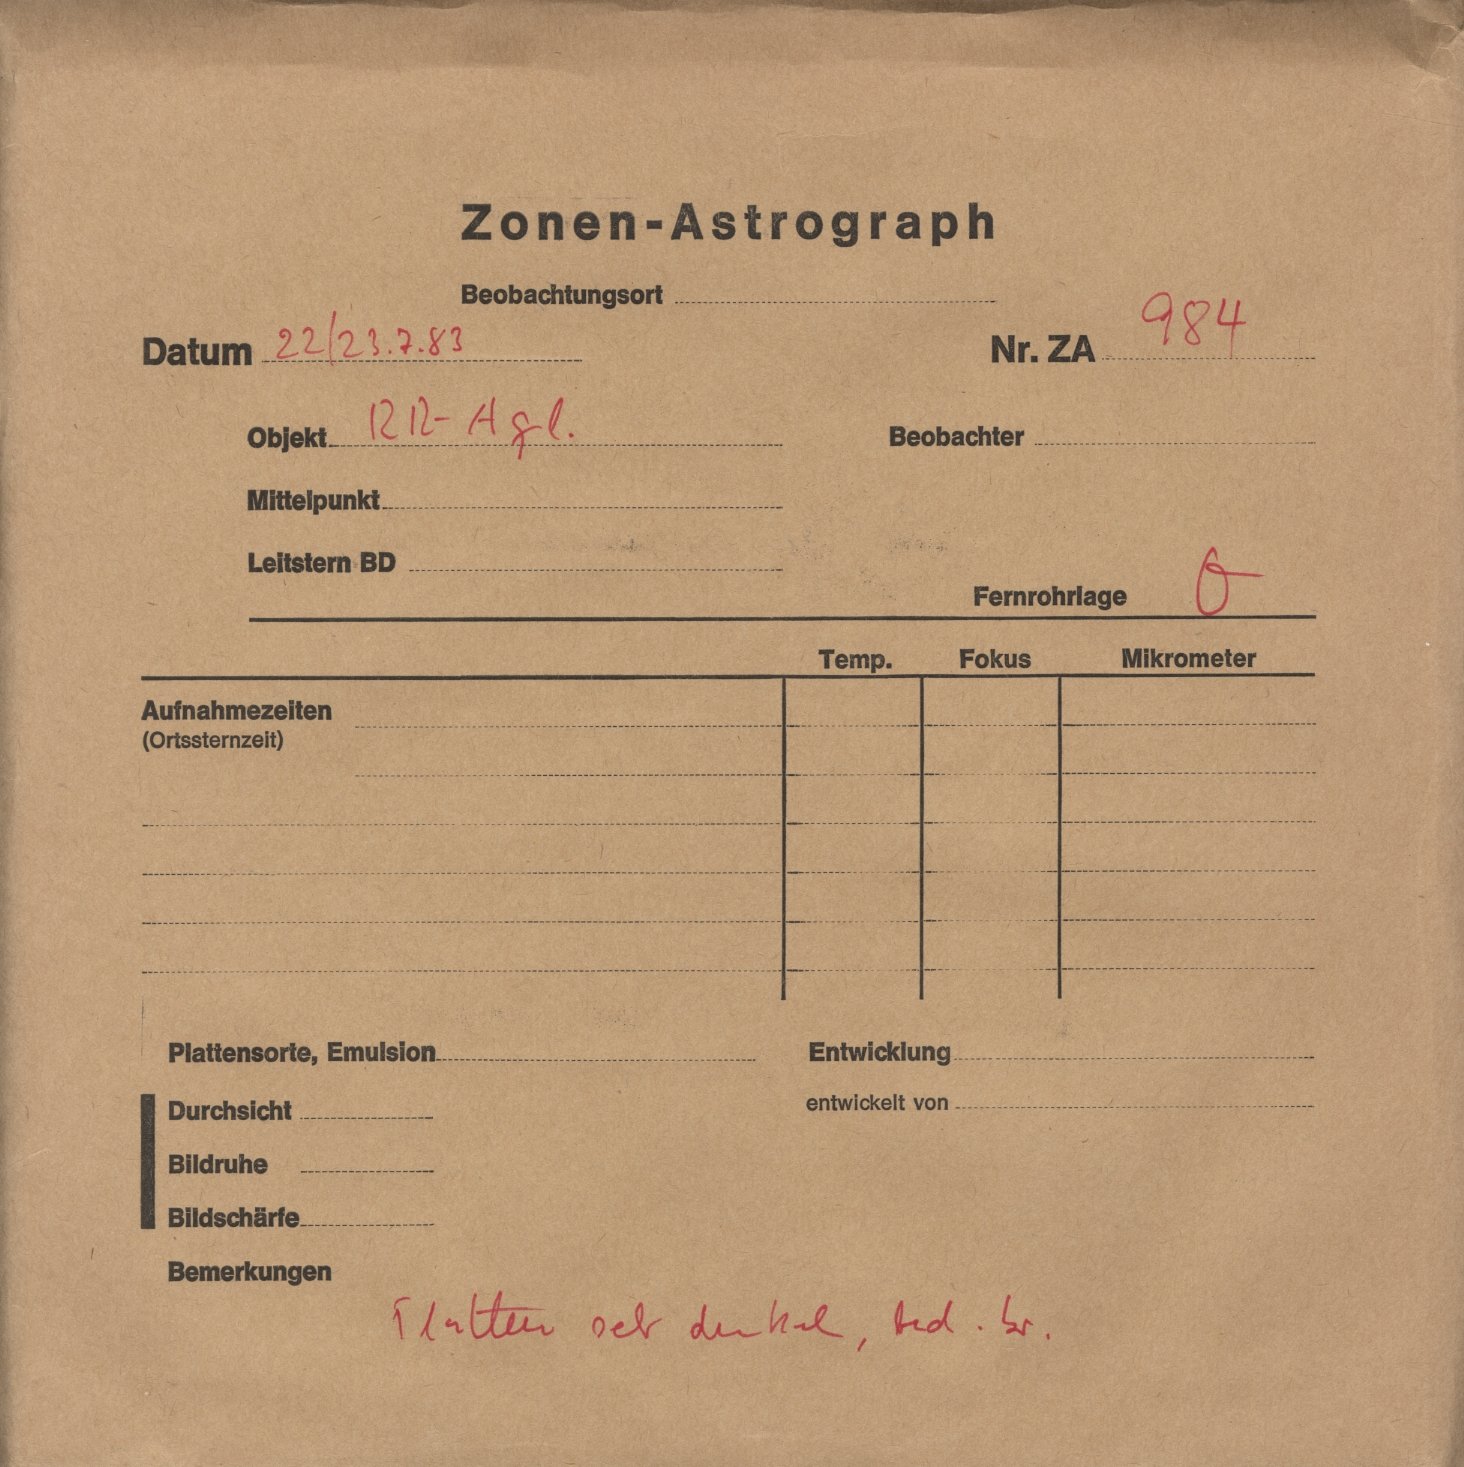 Zonen-Astrograph
Beobachtungsort
Datum 22/23.7.83
Nr. ZA 984
Objekt RR-Aql.
Beobachter
Mittelpunkt
Leitstern BD
Fernrohrlage
Temp. Fokus Mikrometer
Aufnahmezeiten
(Ortssternzeit)
Plattensorte, Emulsion
Entwicklung
Durchsicht
entwickelt von
Bildruhe
Bildschärfe
Bemerkungen
Platten sehr dunkel,